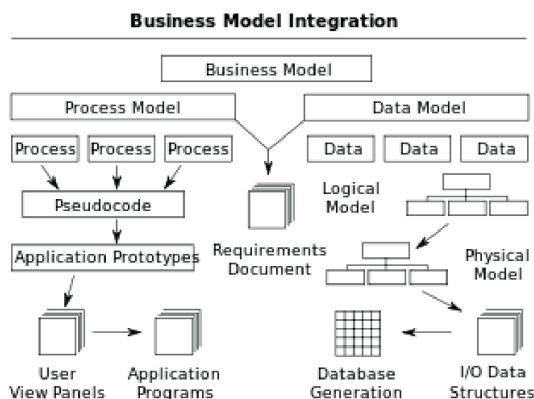 Business Model Integration
Business Model
Process Model
Data Model
Process
Process
Process
Data
Data
Data
Pseudocode
Logical
Model
Application Prototypes
Requirements
Document
Physical
Model
User
View Panels
Application
Programs
Database
Generation
I/O Data
Structures